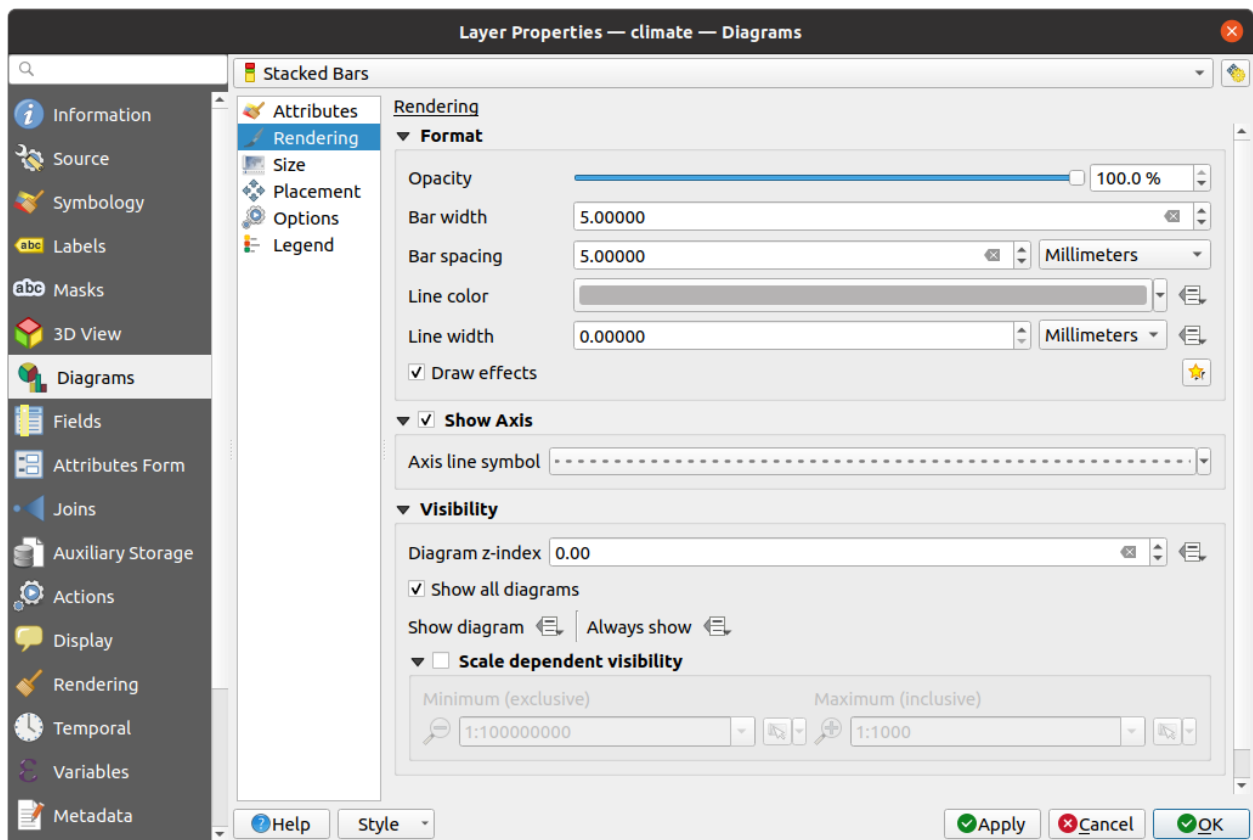 Layer Properties — climate — Diagrams
Stacked Bars
Information
Source
Symbology
abc Labels
abc Masks
3D View
Diagrams
Fields
Attributes Form
Joins
Auxiliary Storage
Actions
Display
Rendering
Temporal
Variables
Metadata
Attributes
Rendering
Size
Placement
Options
Legend
Rendering
Format
Opacity 100.0 %
Bar width 5.00000
Bar spacing 5.00000 Millimeters
Line color
Line width 0.00000 Millimeters
Draw effects
Show Axis
Axis line symbol
Visibility
Diagram z-index 0.00
Show all diagrams
Show diagram Always show
Scale dependent visibility
Minimum (exclusive) Maximum (inclusive)
1:100000000 1:1000
Help Style Apply Cancel OK